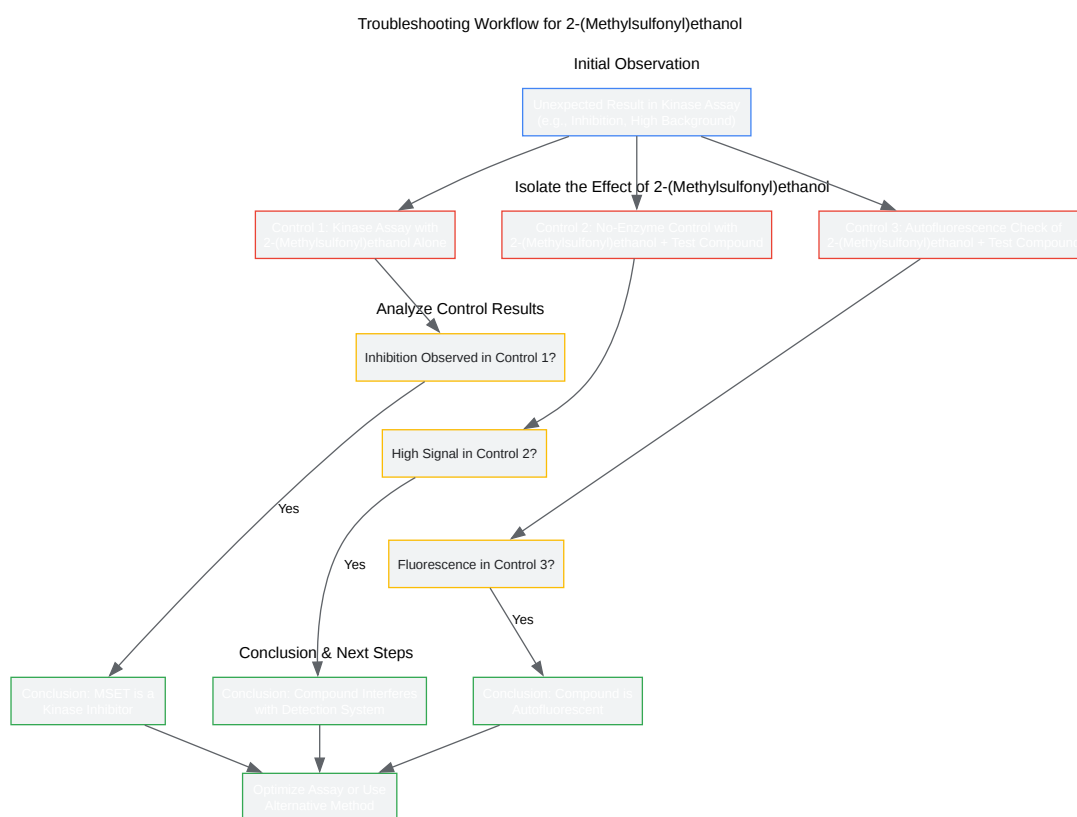 Troubleshooting Workflow for 2-(Methylsulfonyl)ethanol
Initial Observation
Unexpected Result in Kinase Assay
(e.g., Inhibition, High Background)
Isolate the Effect of 2-(Methylsulfonyl)ethanol
Control 1: Kinase Assay with
2-(Methylsulfonyl)ethanol Alone
Control 2: No-Enzyme Control with
2-(Methylsulfonyl)ethanol + Test Compound
Control 3: Autofluorescence Check of
2-(Methylsulfonyl)ethanol + Test Compound
Analyze Control Results
Inhibition Observed in Control 1?
High Signal in Control 2?
Yes
Yes
Fluorescence in Control 3?
Yes
Conclusion & Next Steps
Conclusion: MSET is a
Kinase Inhibitor
Conclusion: Compound Interferes
with Detection System
Conclusion: Compound is
Autofluorescent
Optimize Assay or Use
Alternative Method